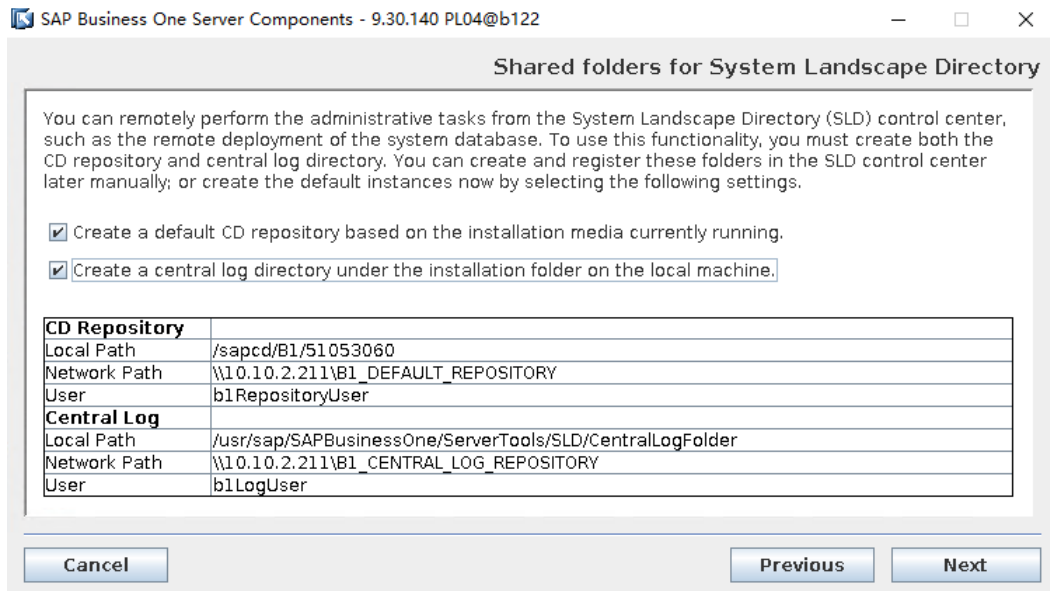 SAP Business One Server Components - 9.30.140 PL04@b122
Shared folders for System Landscape Directory
You can remotely perform the administrative tasks from the System Landscape Directory (SLD) control center,
such as the remote deployment of the system database. To use this functionality, you must create both the
CD repository and central log directory. You can create and register these folders in the SLD control center
later manually; or create the default instances now by selecting the following settings.
Create a default CD repository based on the installation media currently running.
Create a central log directory under the installation folder on the local machine.
CD Repository
Local Path /sapcd/B1/51053060
Network Path \\10.10.2.211\B1_DEFAULT_REPOSITORY
User b1RepositoryUser
Central Log
Local Path /usr/sap/SAPBusinessOne/ServerTools/SLD/CentralLogFolder
Network Path \\10.10.2.211\B1_CENTRAL_LOG_REPOSITORY
User b1LogUser
Cancel Previous Next